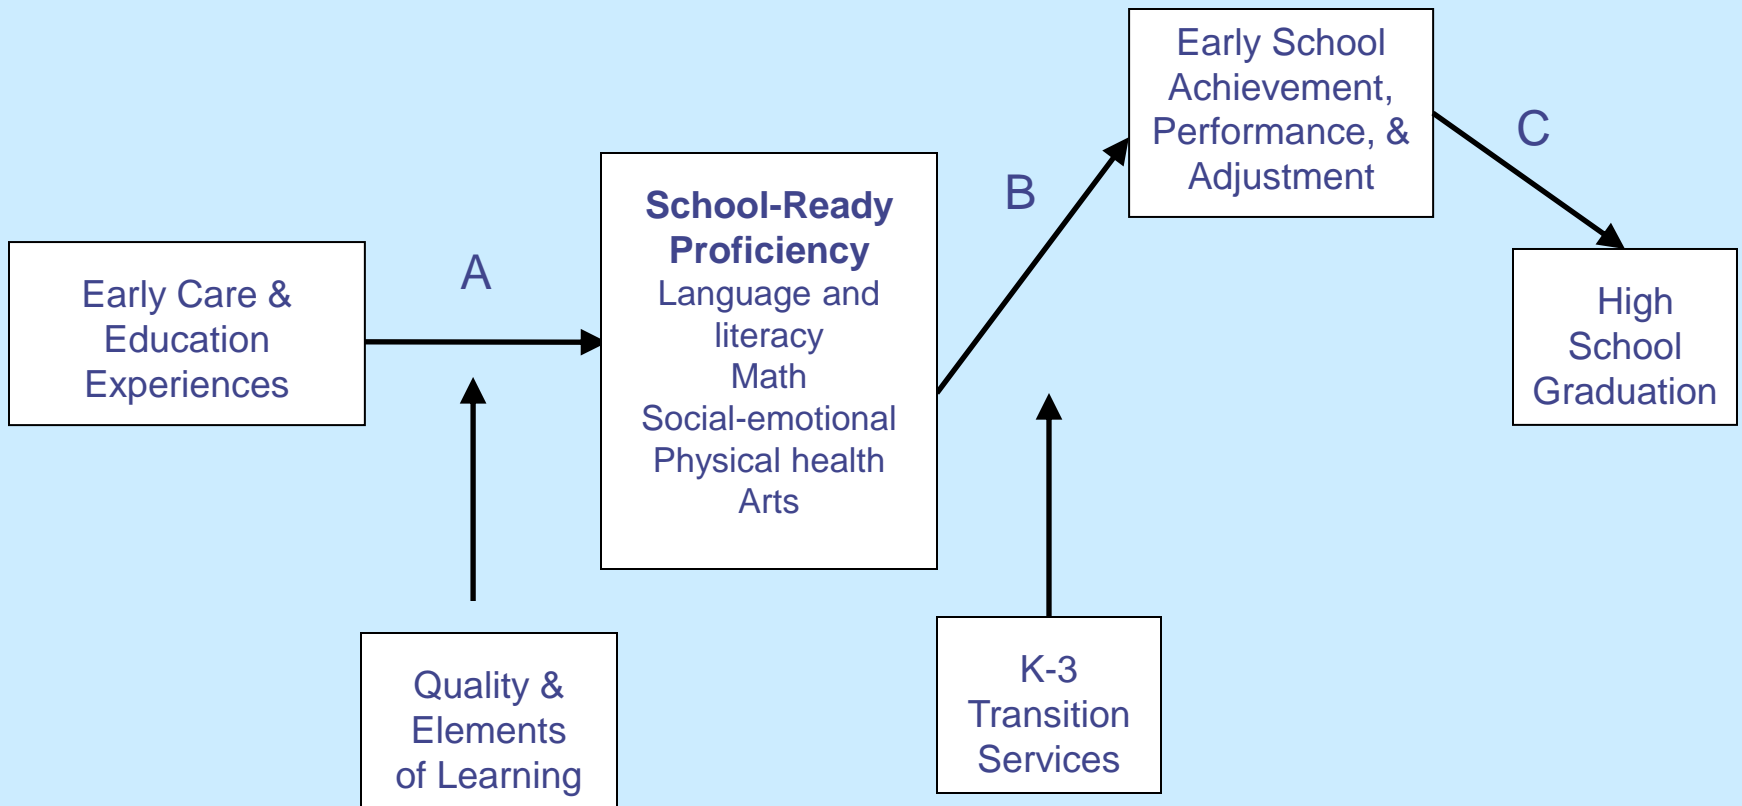 Early Care &
Education
Experiences
A
School-Ready
Proficiency
Language and
literacy
Math
Social-emotional
Physical health
Arts
B
Early School
Achievement,
Performance, &
Adjustment
C
High
School
Graduation
Quality &
Elements
of Learning
K-3
Transition
Services